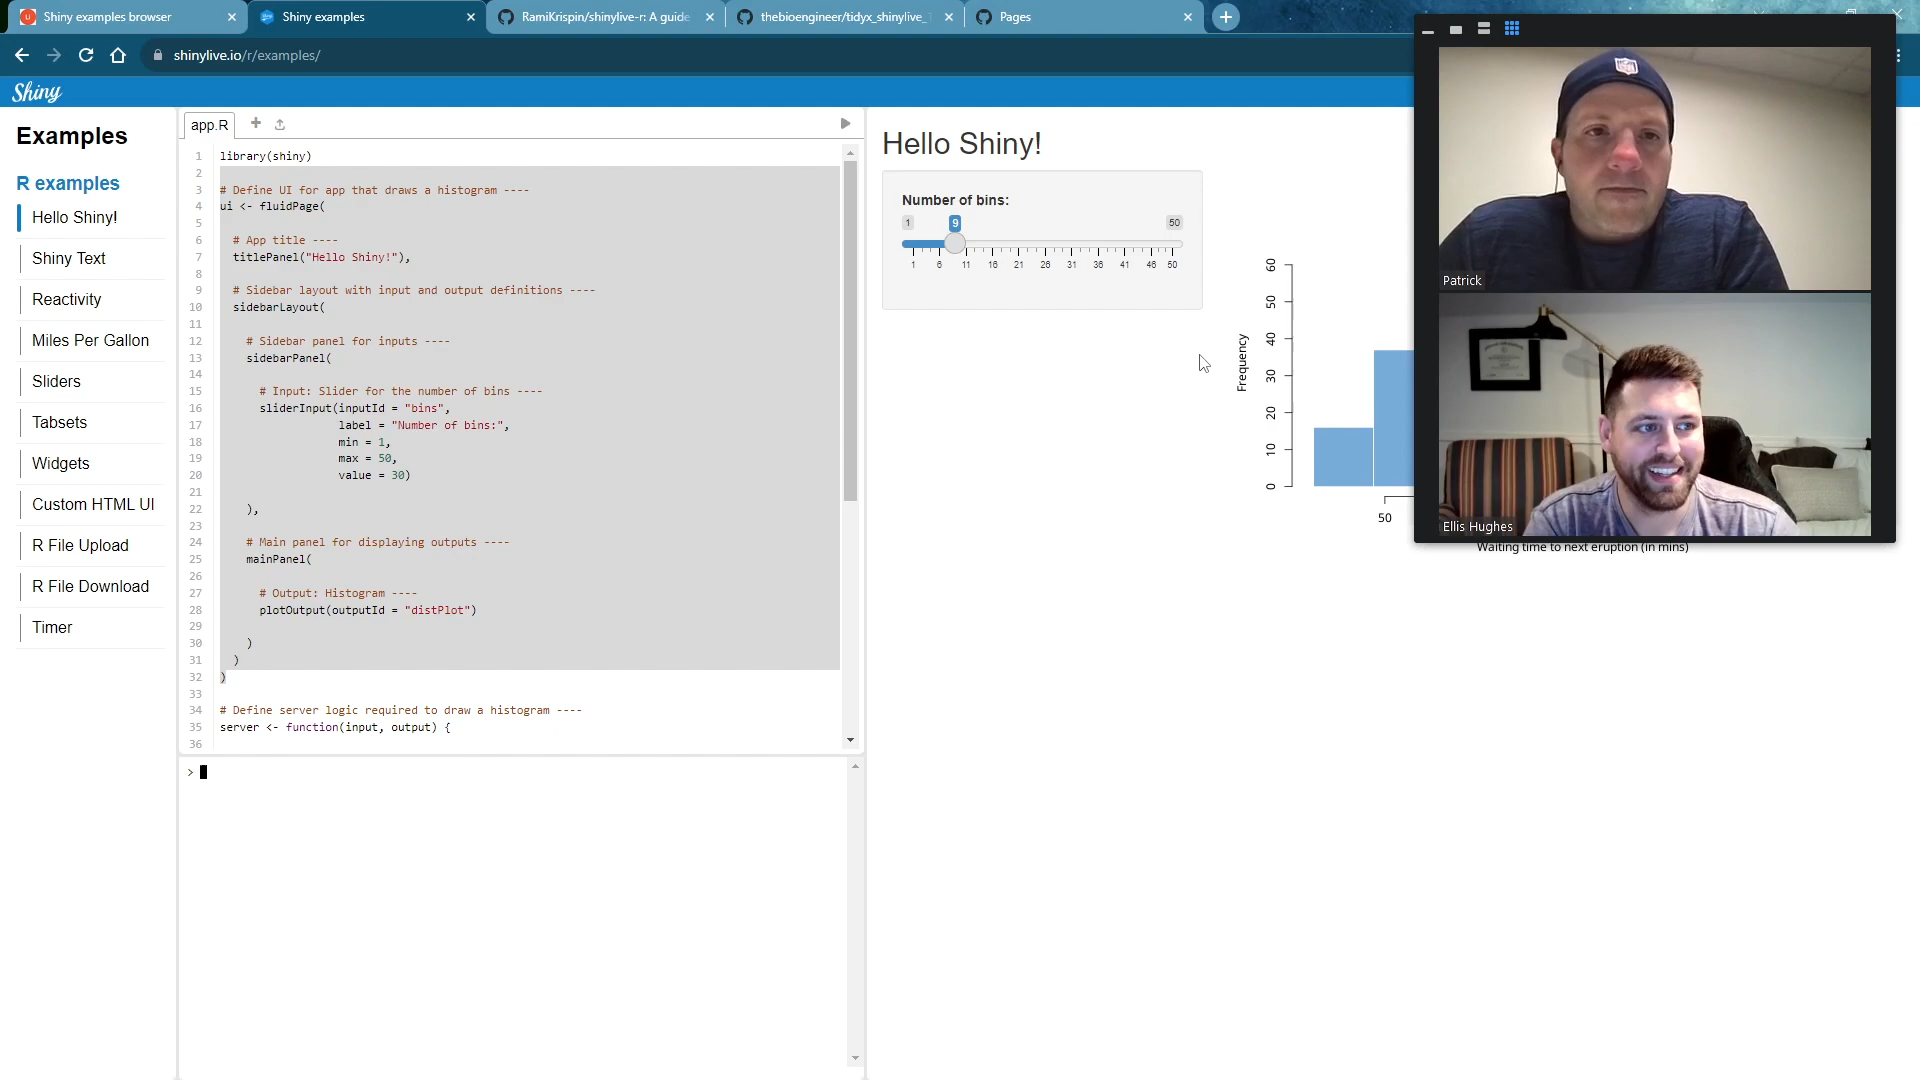 Shiny examples browser
Shiny examples
RamiKrispin/shinylive-r: A guide
thebioengineer/tidyx_shinylive_
Pages
shinylive.io/r/examples/
Shiny
Examples
R examples
Hello Shiny!
Shiny Text
Reactivity
Miles Per Gallon
Sliders
Tabsets
Widgets
Custom HTML UI
R File Upload
R File Download
Timer
app.R
1 library(shiny)
2
3 # Define UI for app that draws a histogram ----
4 ui <- fluidPage(
5
6 # App title ----
7 titlePanel("Hello Shiny!"),
8
9 # Sidebar layout with input and output definitions ----
10 sidebarLayout(
11
12 # Sidebar panel for inputs ----
13 sidebarPanel(
14
15 # Input: Slider for the number of bins ----
16 sliderInput(inputId = "bins",
17 label = "Number of bins:",
18 min = 1,
19 max = 50,
20 value = 30)
21
22 ),
23
24 # Main panel for displaying outputs ----
25 mainPanel(
26
27 # Output: Histogram ----
28 plotOutput(outputId = "distPlot")
29
30 )
31 )
32 )
33
34 # Define server logic required to draw a histogram ----
35 server <- function(input, output) {
36
>
Hello Shiny!
Number of bins:
1 9 50
1 6 11 16 21 26 31 36 41 46 50
60
50
40
30
20
10
0
Frequency
50
Waiting time to next eruption (in mins)
Patrick
Ellis Hughes